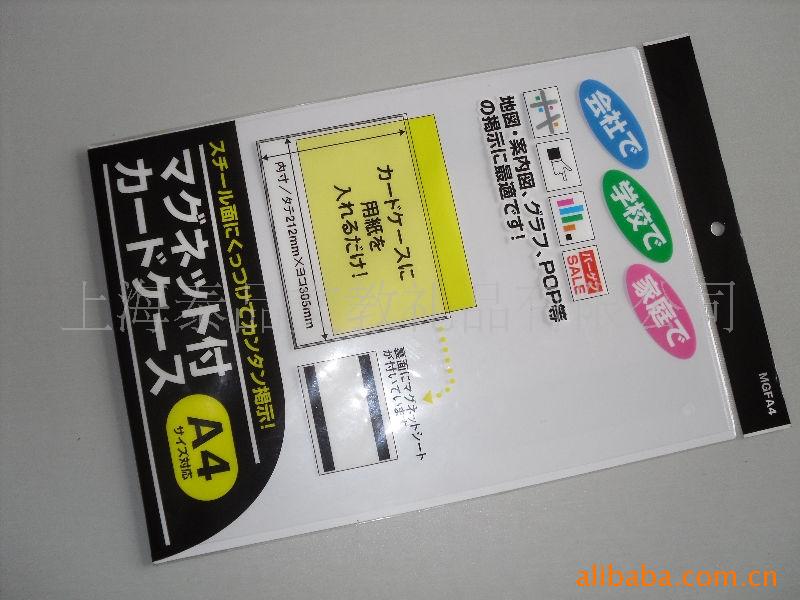 会社で
学校で
家庭で
MGFA4
バーゲン
SALE
地図・案内図、グラフ、POP等
の掲示に最適です!
カードケースに
用紙を
入れるだけ!
内寸/タテ212mm×ヨコ305mm
裏面にマグネットシート
が付いています
スチール面にくっつけてカンタン掲示!
マグネット付
カードケース
A4
サイズ対応
alibaba.com.cn